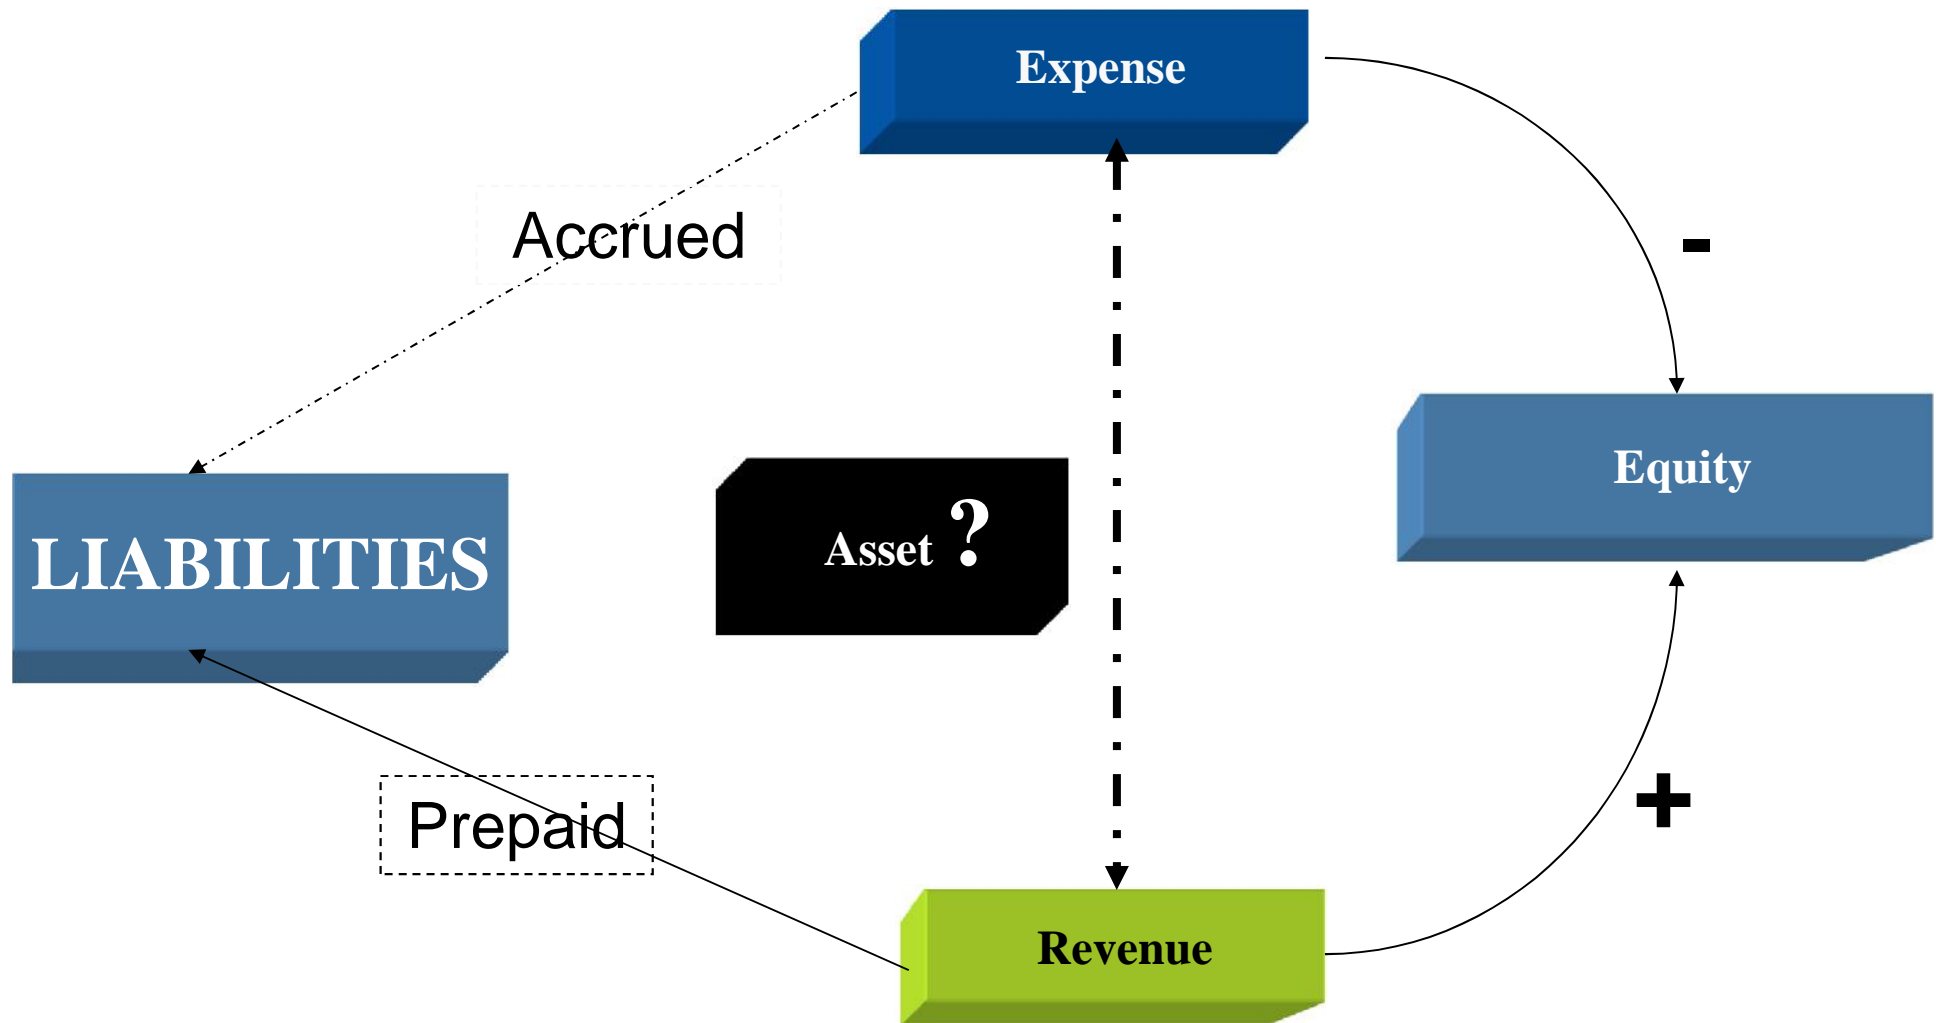 Expense
Accrued
-
Equity
Asset ?
LIABILITIES
+
Prepaid
Revenue